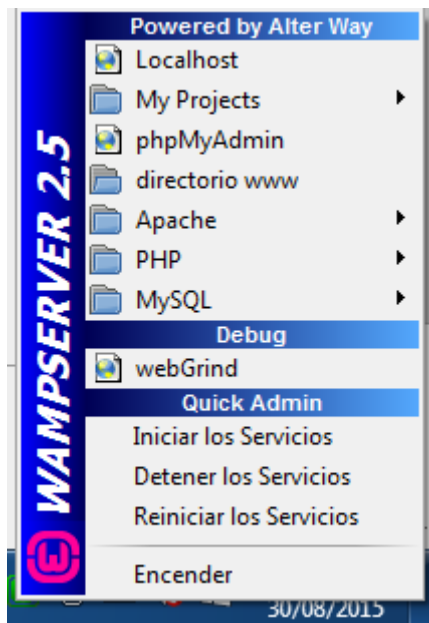 Powered by Alter Way
Localhost
My Projects
phpMyAdmin
directorio www
Apache
PHP
MySQL
Debug
webGrind
Quick Admin
Iniciar los Servicios
Detener los Servicios
Reiniciar los Servicios
Encender
WAMPSERVER 2.5
30/08/2015